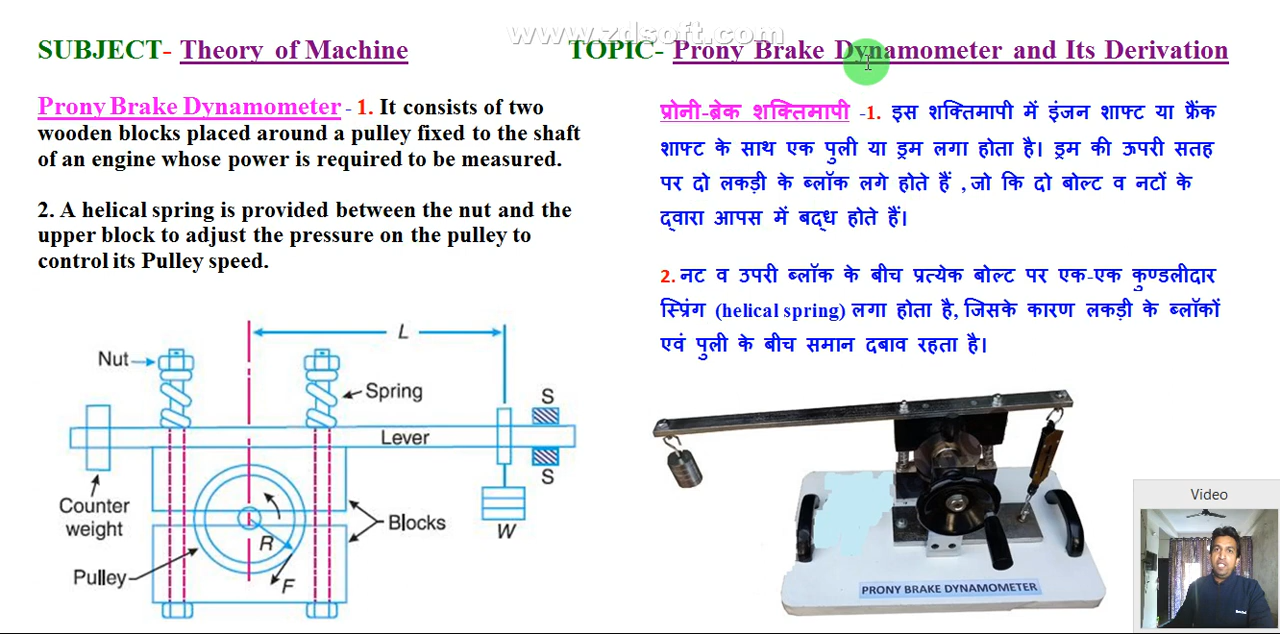 www.zdsoft.com
SUBJECT- Theory of Machine
TOPIC- Prony Brake Dynamometer and Its Derivation
Prony Brake Dynamometer - 1. It consists of two
wooden blocks placed around a pulley fixed to the shaft
of an engine whose power is required to be measured.
2. A helical spring is provided between the nut and the
upper block to adjust the pressure on the pulley to
control its Pulley speed.
प्रोनी-ब्रेक शक्तिमापी -1. इस शक्तिमापी में इंजन शाफ्ट या फ्रैंक
शाफ्ट के साथ एक पुली या ड्रम लगा होता है। ड्रम की ऊपरी सतह
पर दो लकड़ी के ब्लॉक लगे होते हैं ,जो कि दो बोल्ट व नटों के
द्वारा आपस में बद्ध होते हैं।
2. नट व उपरी ब्लॉक के बीच प्रत्येक बोल्ट पर एक-एक कुण्डलीदार
स्प्रिंग (helical spring) लगा होता है, जिसके कारण लकड़ी के ब्लॉकों
एवं पुली के बीच समान दबाव रहता है।
L
Nut
Spring
S
Lever
S
Counter
weight
Blocks
W
R
Pulley
F
PRONY BRAKE DYNAMOMETER
Video